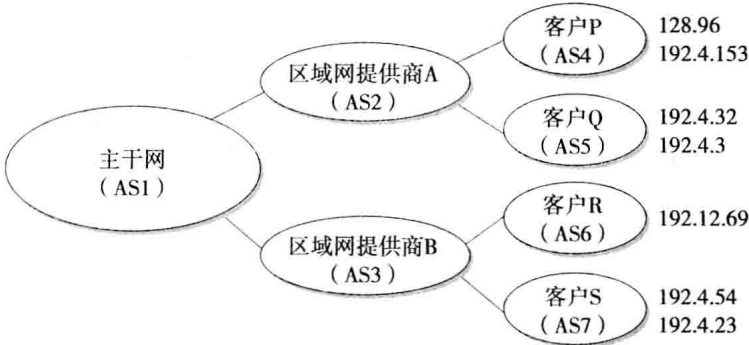 主干网
（AS1）
区域网提供商A
（AS2）
区域网提供商B
（AS3）
客户P
（AS4）
128.96
192.4.153
客户Q
（AS5）
192.4.32
192.4.3
客户R
（AS6）
192.12.69
客户S
（AS7）
192.4.54
192.4.23